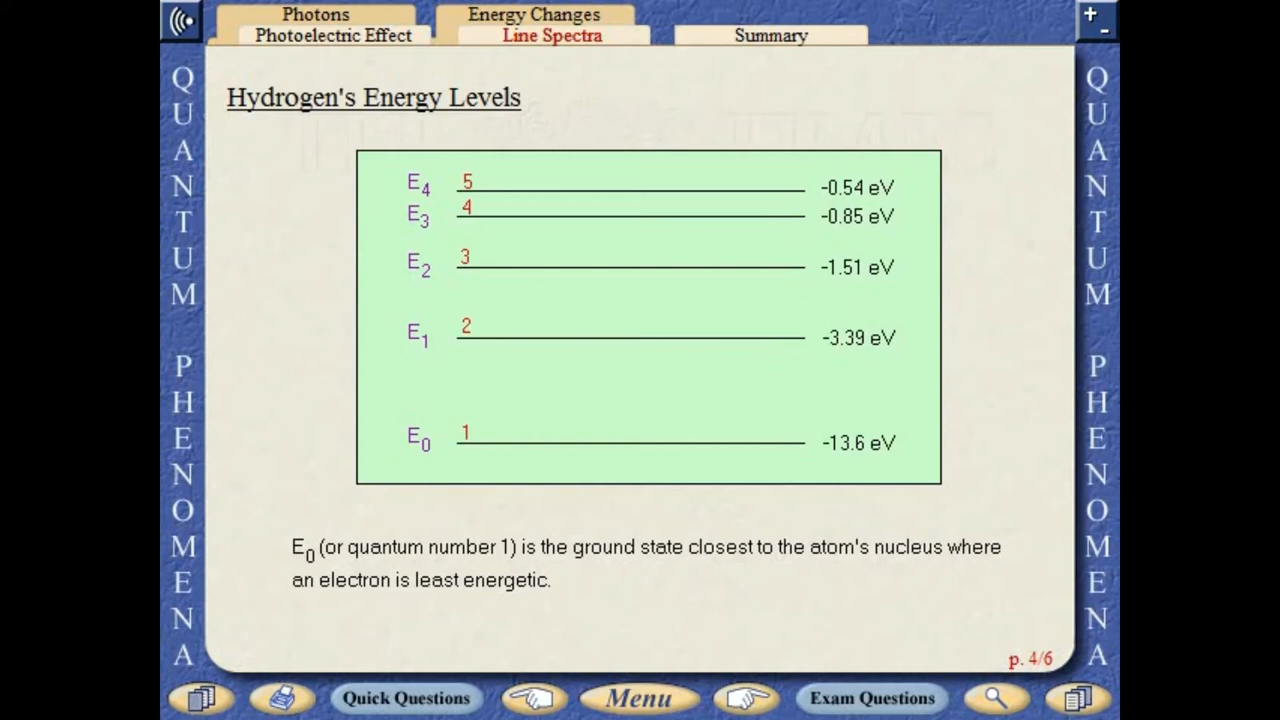 Photons
Energy Changes
Photoelectric Effect
Line Spectra
Summary
+
-
QUANTUM PHENOMENA
QUANTUM PHENOMENA
Hydrogen's Energy Levels
E4 5 -0.54 eV
E3 4 -0.85 eV
E2 3 -1.51 eV
E1 2 -3.39 eV
E0 1 -13.6 eV
E0 (or quantum number 1) is the ground state closest to the atom's nucleus where
an electron is least energetic.
p. 4/6
Quick Questions
Menu
Exam Questions